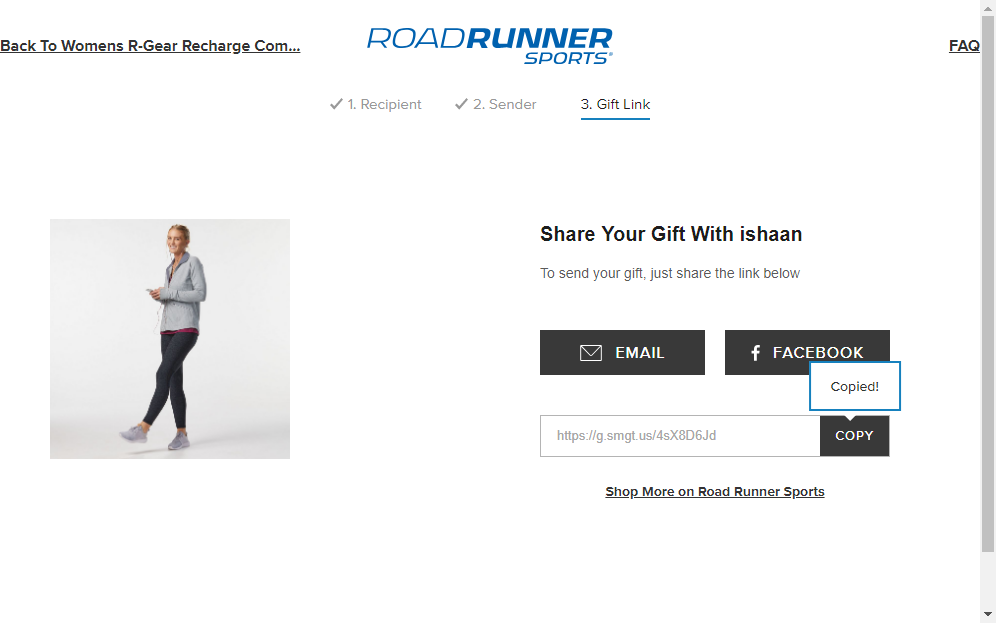 Back To Womens R-Gear Recharge Com...
ROADRUNNER
SPORTS
FAQ
1. Recipient
2. Sender
3. Gift Link
Share Your Gift With ishaan
To send your gift, just share the link below
EMAIL
FACEBOOK
Copied!
https://g.smgt.us/4sX8D6Jd
COPY
Shop More on Road Runner Sports